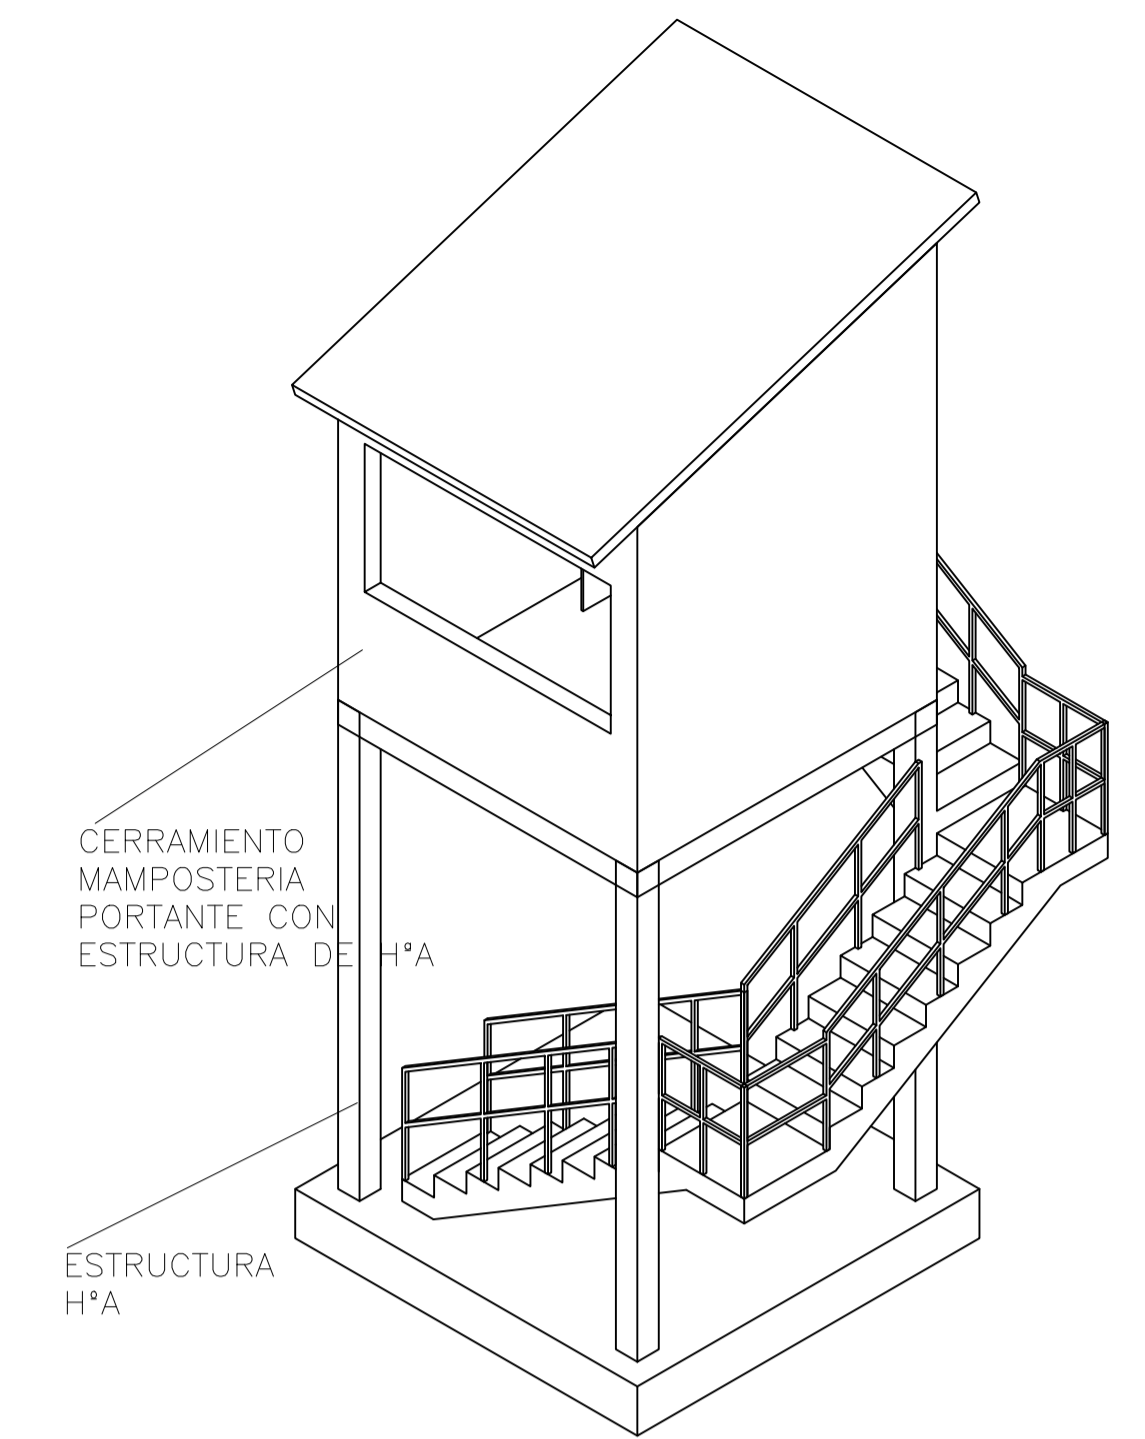 CERRAMIENTO
MAMPOSTERIA
PORTANTE CON
ESTRUCTURA DE HºA
ESTRUCTURA
HºA